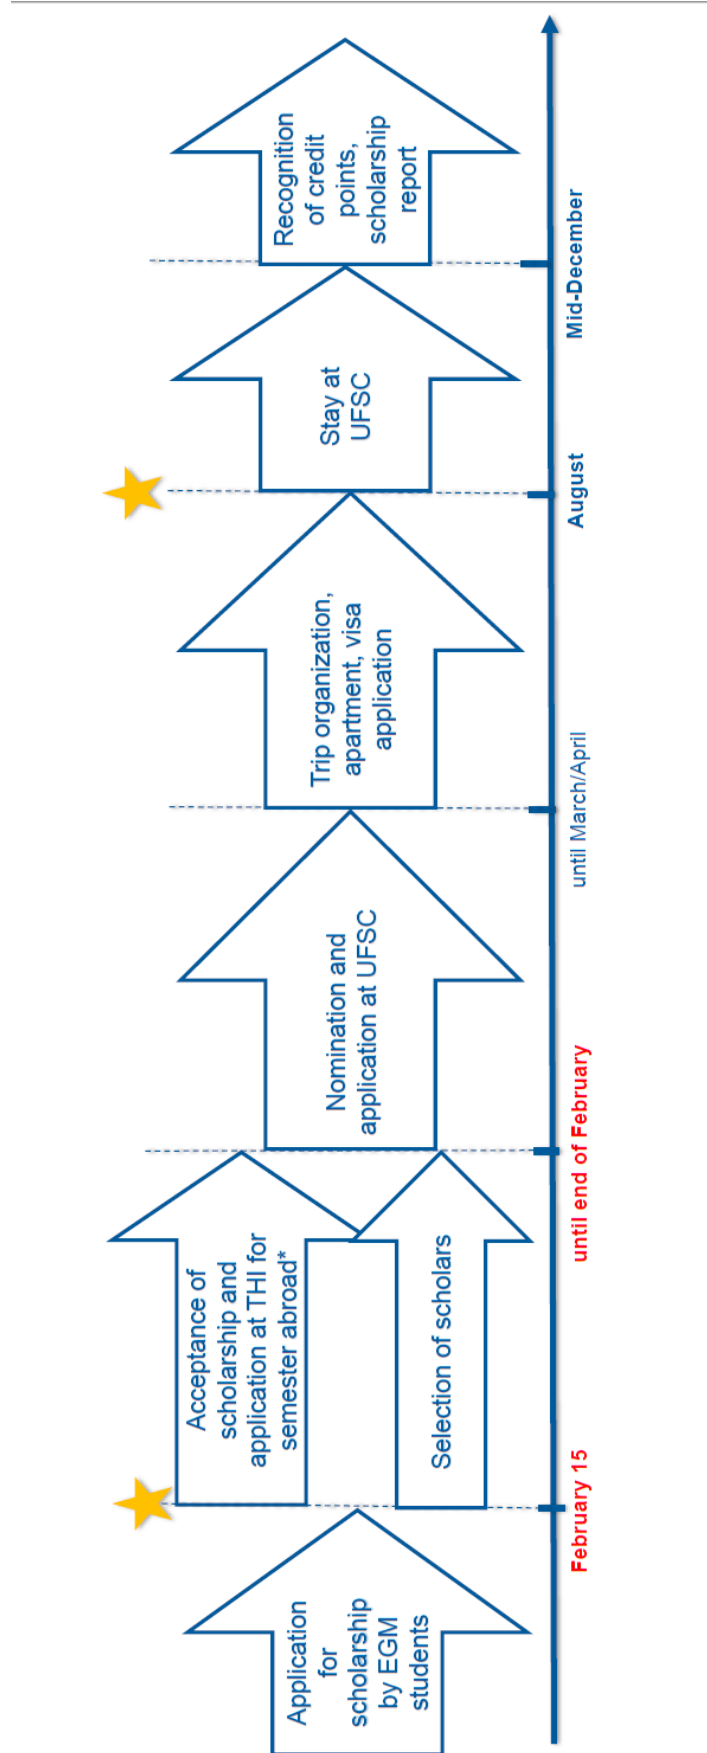 Application
for
scholarship
by EGM
students
Acceptance of
scholarship and
application at THI for
semester abroad*
Selection of scholars
Nomination and
application at UFSC
Trip organization,
apartment, visa
application
Stay at
UFSC
Recognition
of credit
points,
scholarship
report
February 15
until end of February
until March/April
August
Mid-December